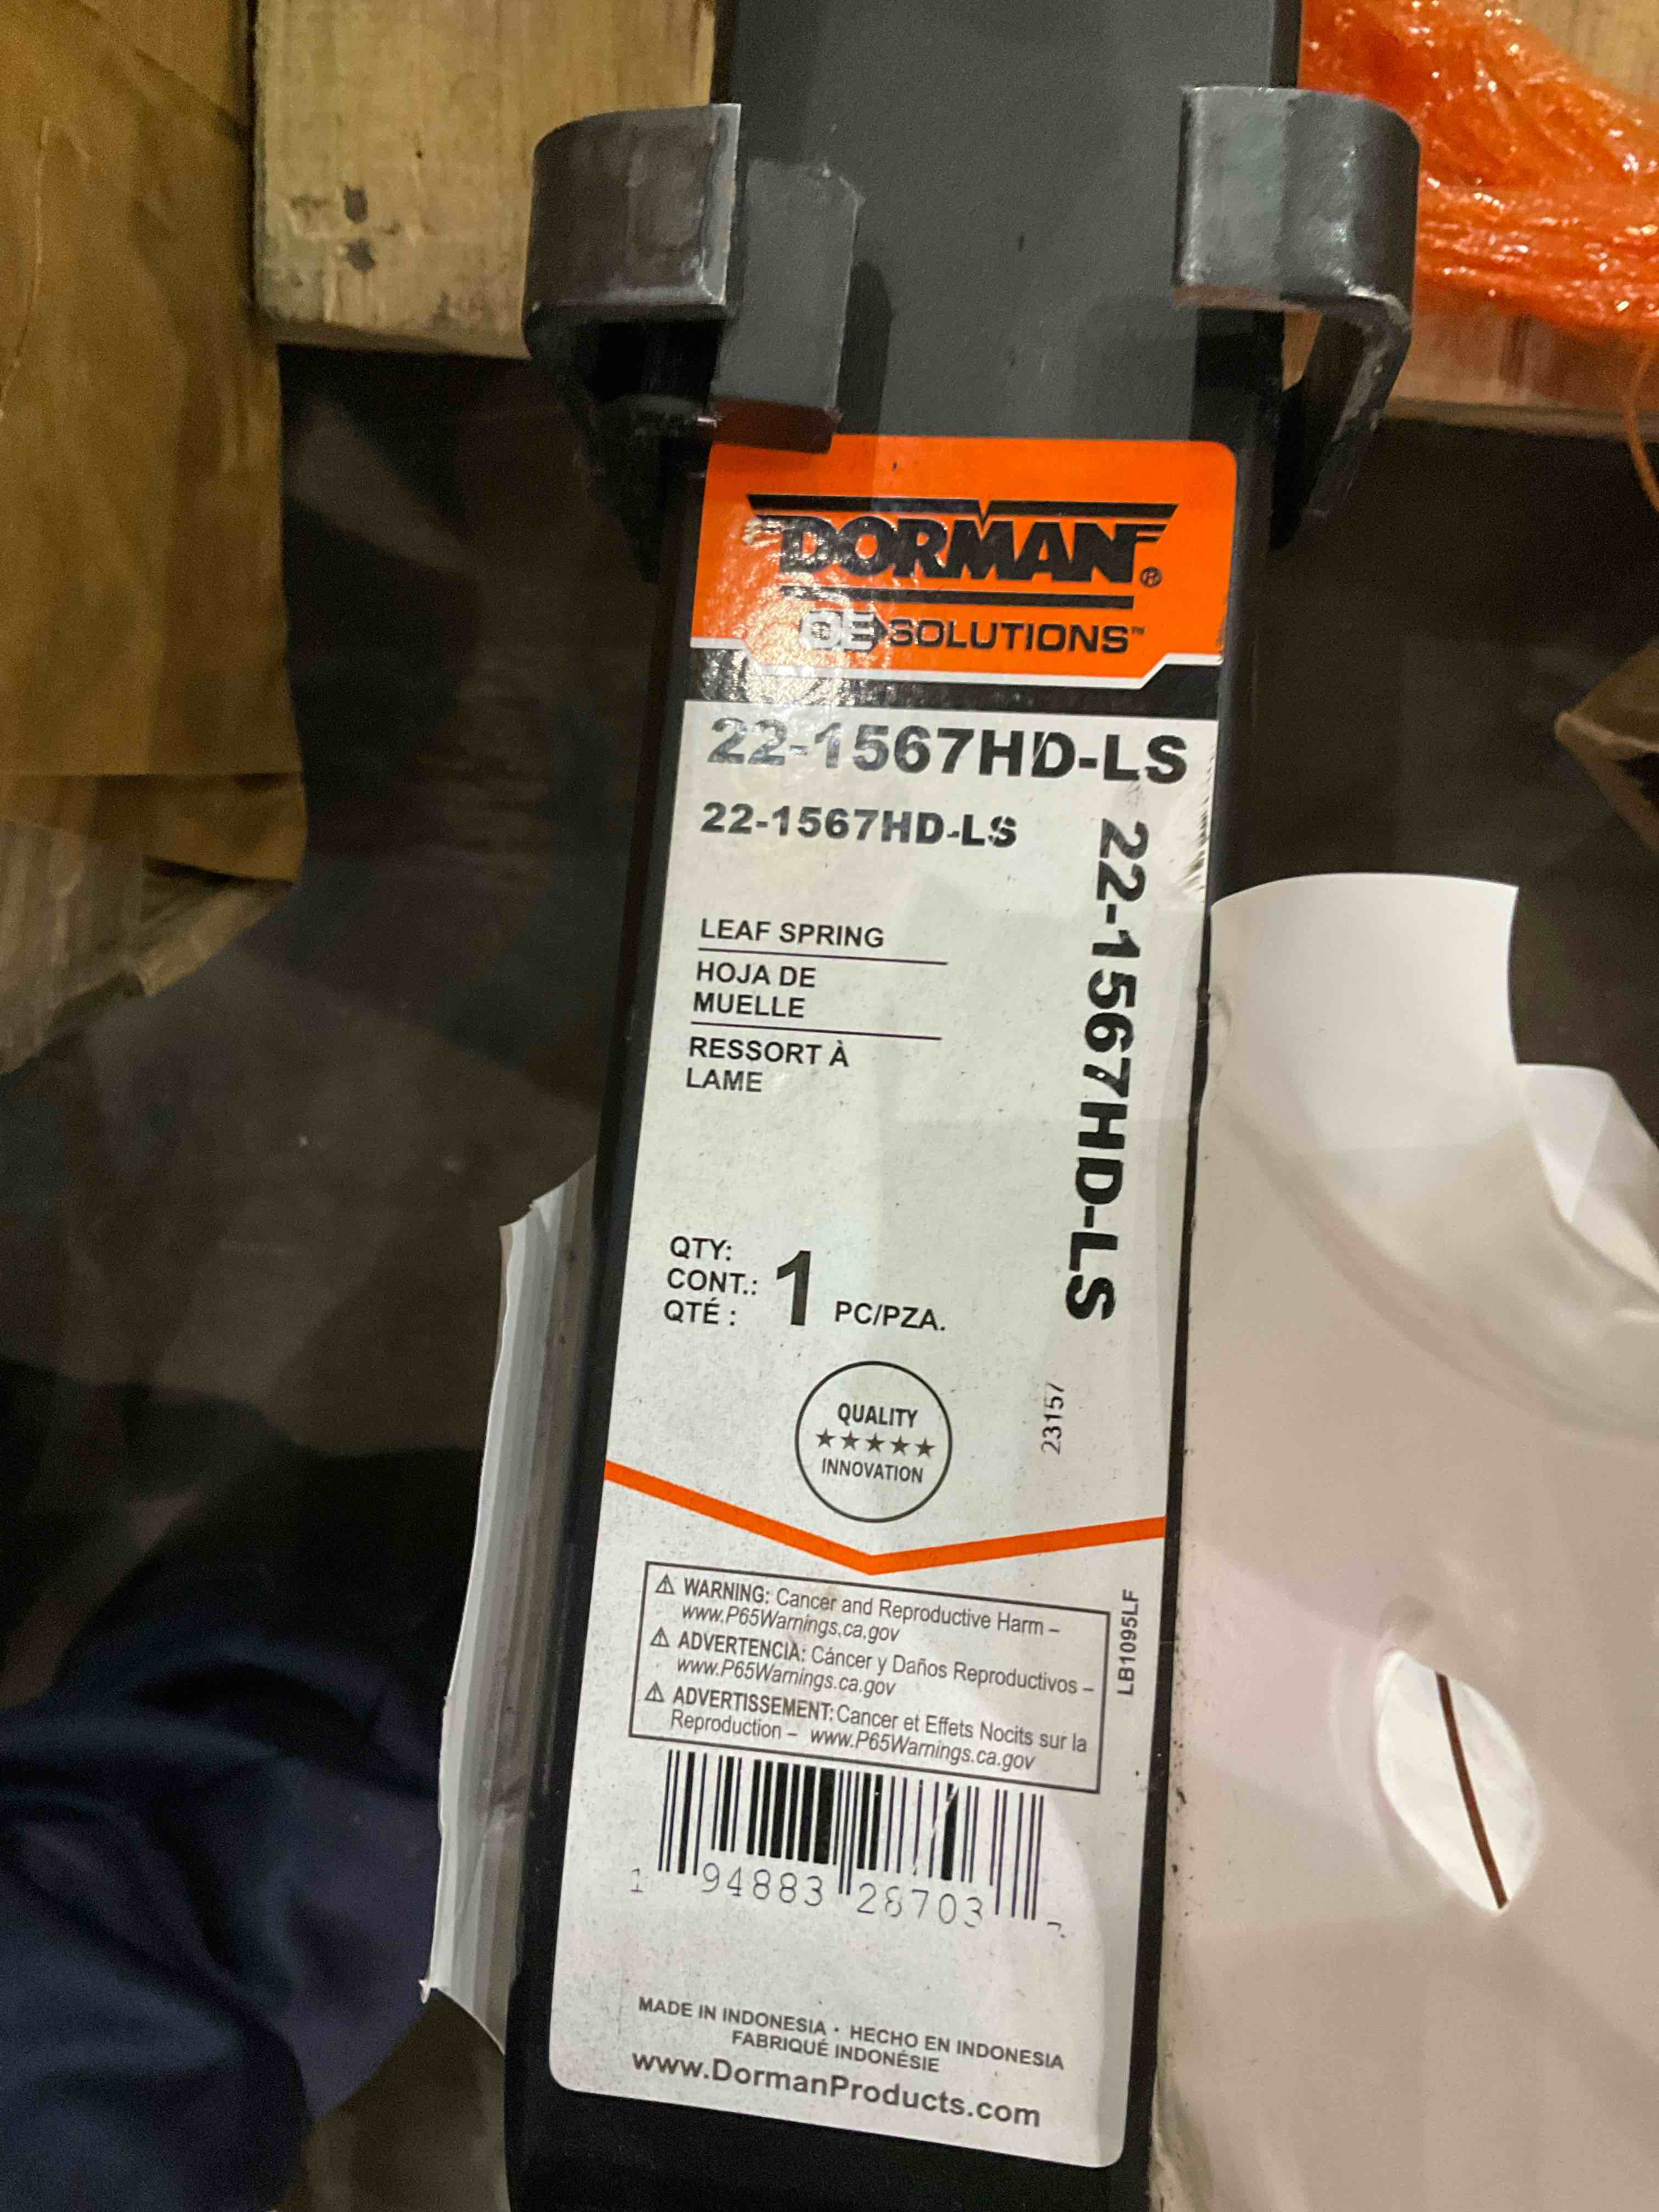 DORMAN®
OE SOLUTIONS™
22-1567HD-LS
22-1567HD-LS
22-1567HD-LS
LEAF SPRING
HOJA DE
MUELLE
RESSORT À
LAME
QTY:
CONT.:
QTÉ :
1 PC/PZA.
QUALITY
★★★★★
INNOVATION
23157
⚠ WARNING: Cancer and Reproductive Harm –
www.P65Warnings.ca.gov
⚠ ADVERTENCIA: Cáncer y Daños Reproductivos –
www.P65Warnings.ca.gov
⚠ ADVERTISSEMENT: Cancer et Effets Nocits sur la
Reproduction – www.P65Warnings.ca.gov
LB1095LF
1 94883 28703
MADE IN INDONESIA · HECHO EN INDONESIA
FABRIQUÉ INDONÉSIE
www.DormanProducts.com